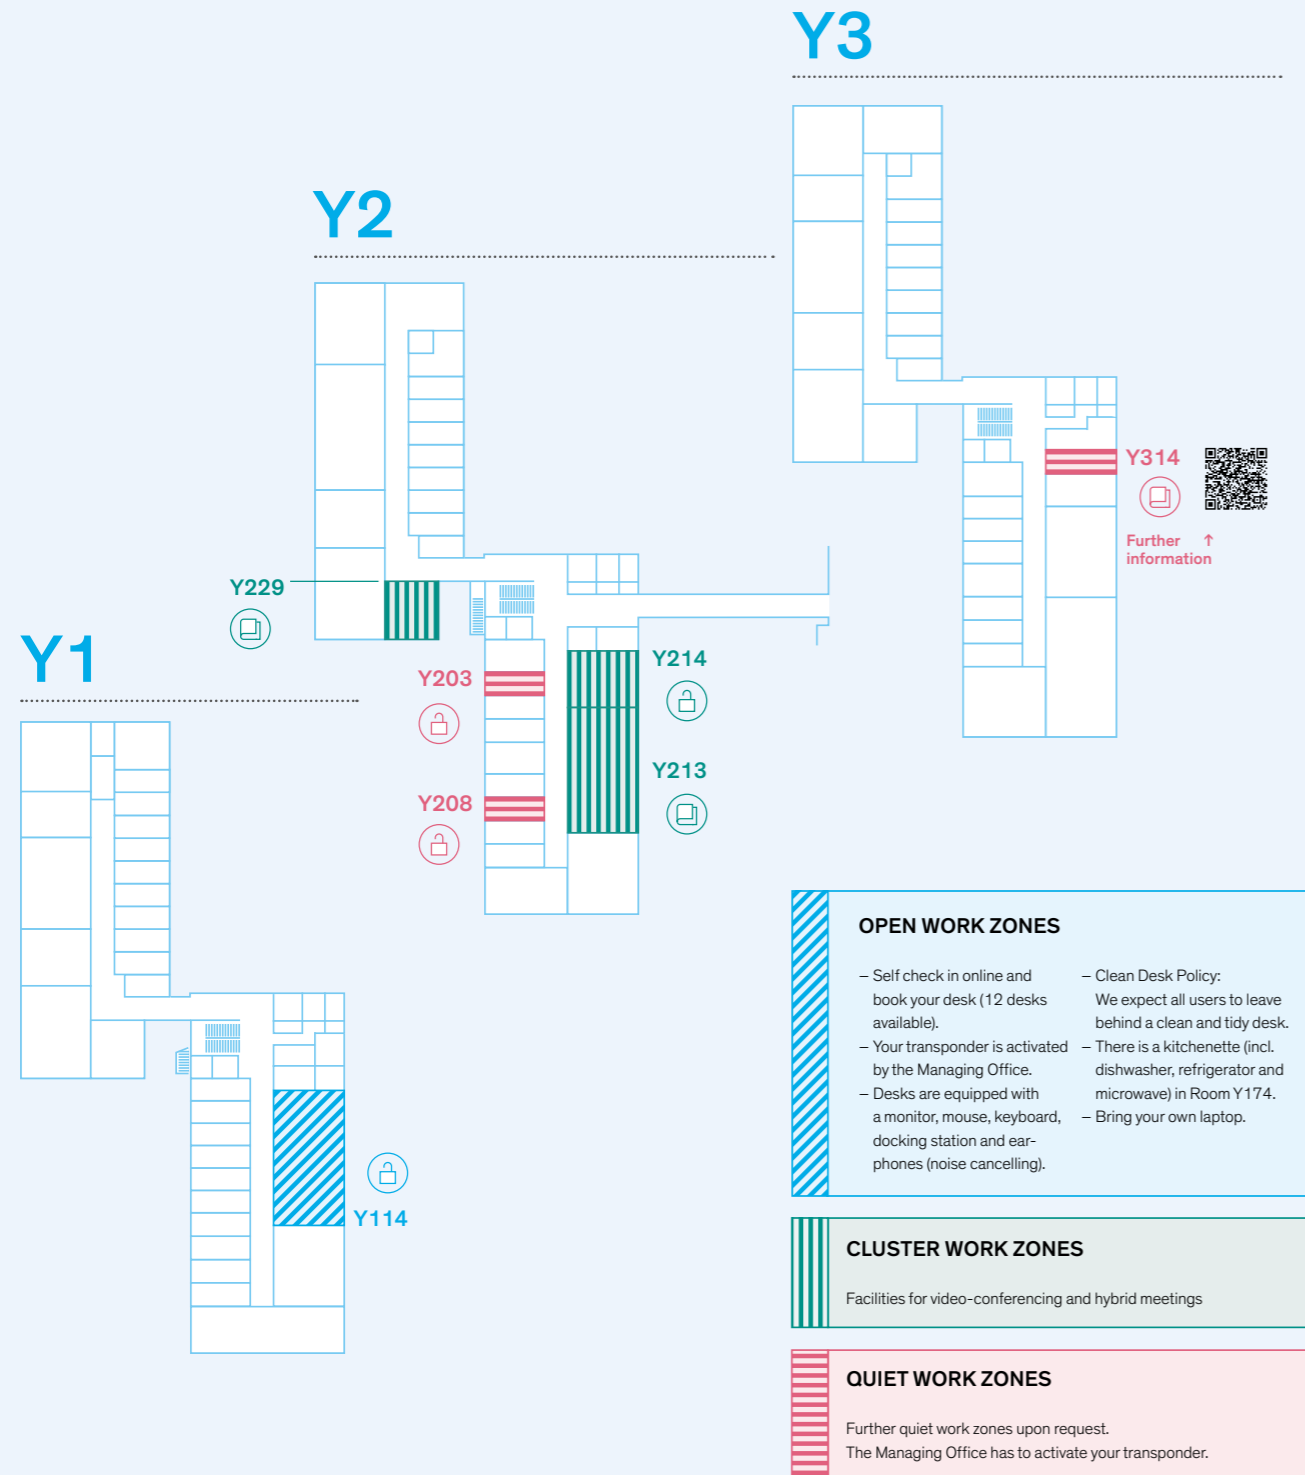 Y3
Y2
Y314
Further ↑
information
Y229
Y1
Y214
Y203
Y213
Y208
Y114
OPEN WORK ZONES
– Self check in online and
book your desk (12 desks
available).
– Your transponder is activated
by the Managing Office.
– Desks are equipped with
a monitor, mouse, keyboard,
docking station and ear-
phones (noise cancelling).
– Clean Desk Policy:
We expect all users to leave
behind a clean and tidy desk.
– There is a kitchenette (incl.
dishwasher, refrigerator and
microwave) in Room Y174.
– Bring your own laptop.
CLUSTER WORK ZONES
Facilities for video-conferencing and hybrid meetings
QUIET WORK ZONES
Further quiet work zones upon request.
The Managing Office has to activate your transponder.